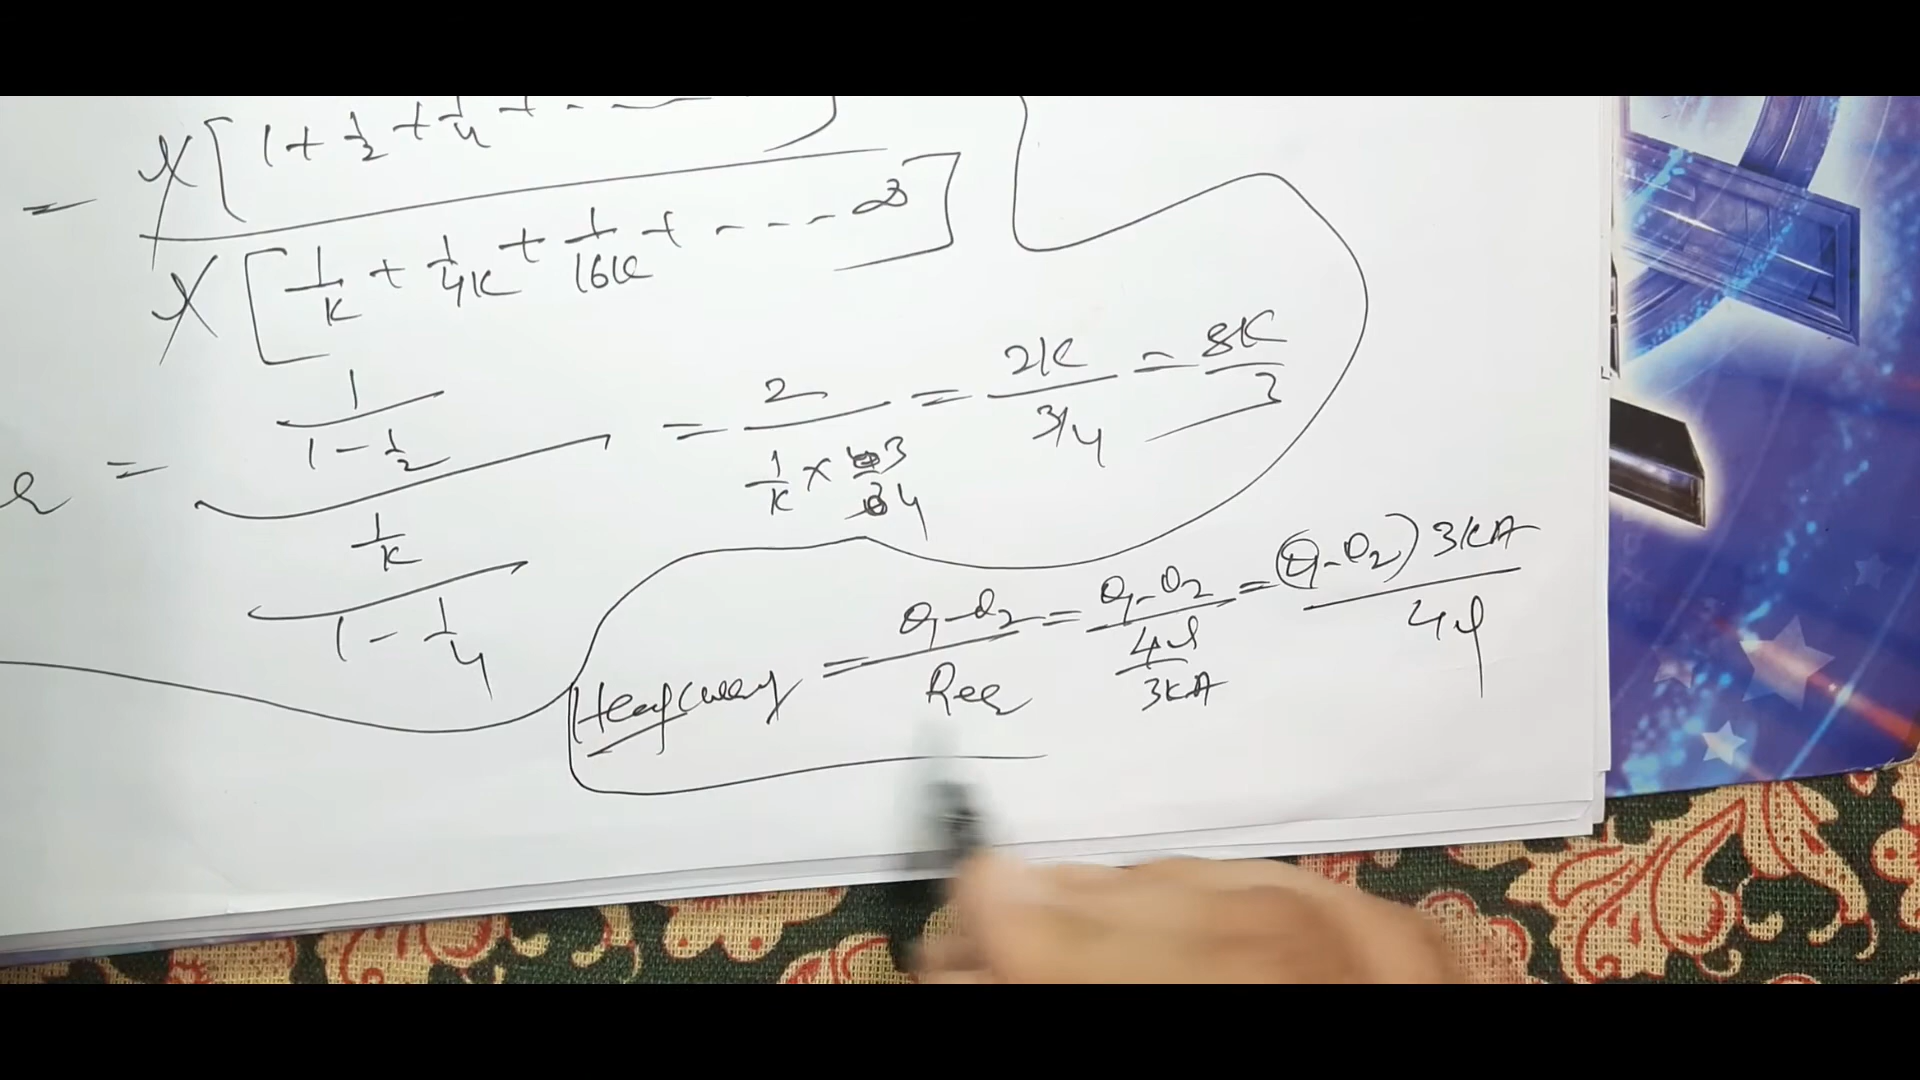 = x[1 + 1/2 + 1/4 + - ——
x[1/K + 1/4K + 1/16K + - - - - ∞]
= 1/(1 - 1/2) / (1/K)/(1 - 1/4) = 2/(1/K × 3/4) = 2K/(3/4) = 8K/3
= θ1-θ2/Req = θ1-θ2/(4l/3KA) = (θ1-θ2) 3KA/4l